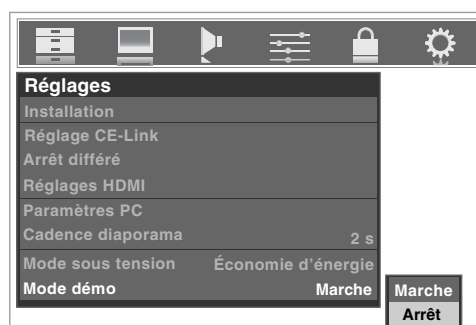 Réglages
Installation
Réglage CE-Link
Arrêt différé
Réglages HDMI
Paramètres PC
Cadence diaporama 2 s
Mode sous tension Économie d’énergie
Mode démo Marche
Marche
Arrêt